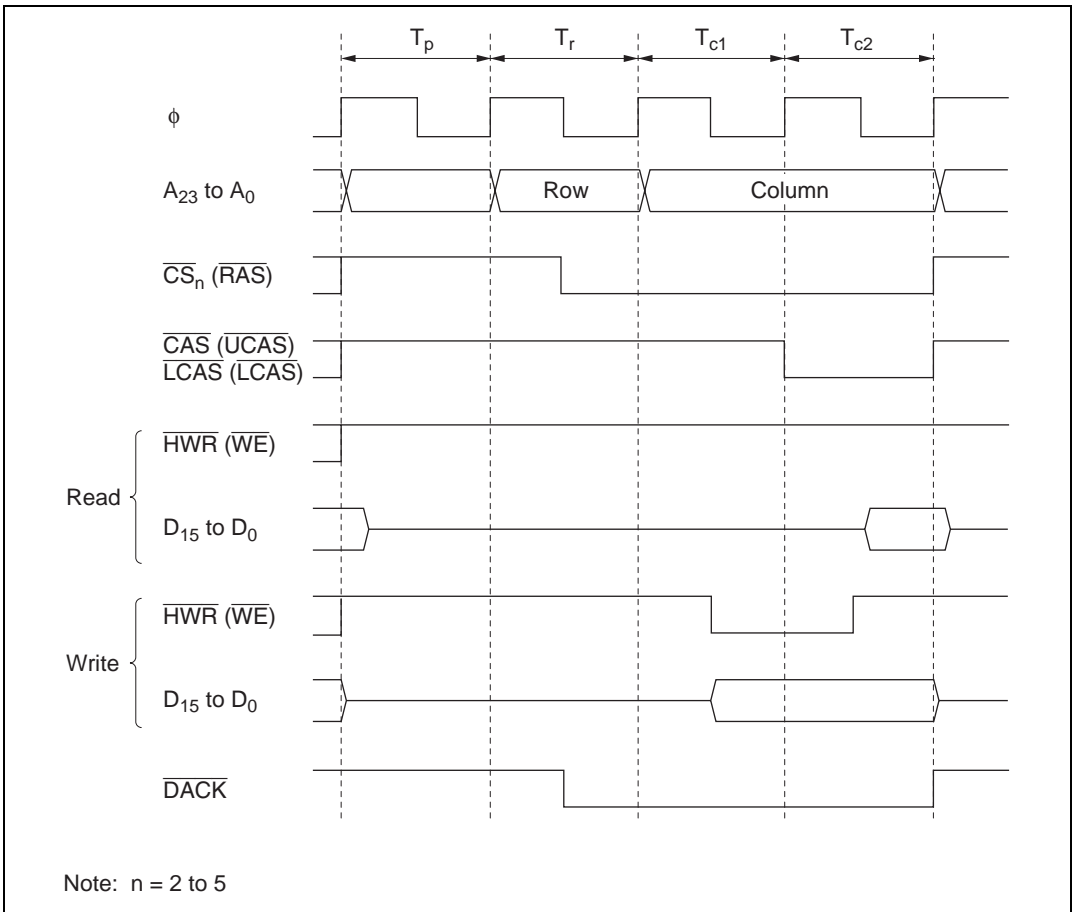 Tp Tr Tc1 Tc2
φ
A23 to A0 Row Column
CSn (RAS)
CAS (UCAS)
LCAS (LCAS)
Read
HWR (WE)
D15 to D0
Write
HWR (WE)
D15 to D0
DACK
Note: n = 2 to 5